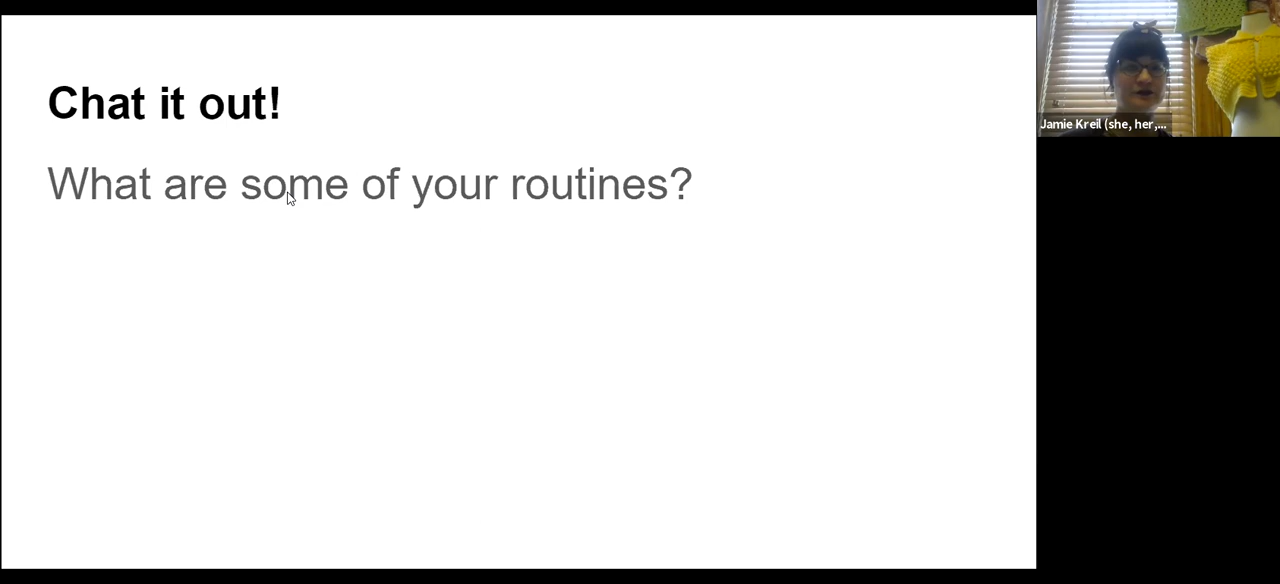 Chat it out!
What are some of your routines?
Jamie Kreil (she, her,...